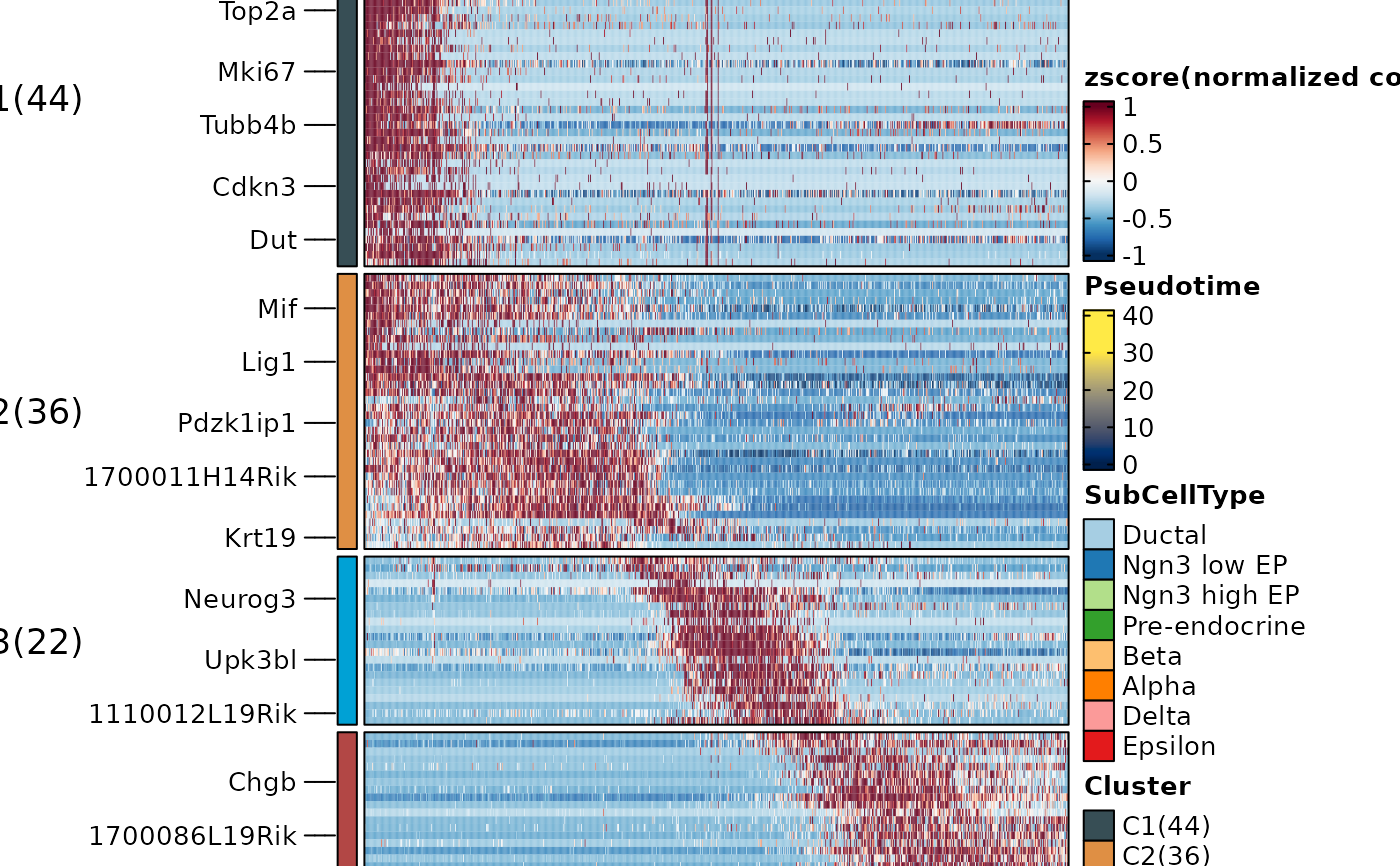 Top2a
Mki67
1(44)
Tubb4b
Cdkn3
Dut
Mif
Lig1
2(36)
Pdzk1ip1
1700011H14Rik
Krt19
Neurog3
3(22)
Upk3bl
1110012L19Rik
Chgb
1700086L19Rik
zscore(normalized co
1
0.5
0
-0.5
-1
Pseudotime
40
30
20
10
0
SubCellType
Ductal
Ngn3 low EP
Ngn3 high EP
Pre-endocrine
Beta
Alpha
Delta
Epsilon
Cluster
C1(44)
C2(36)